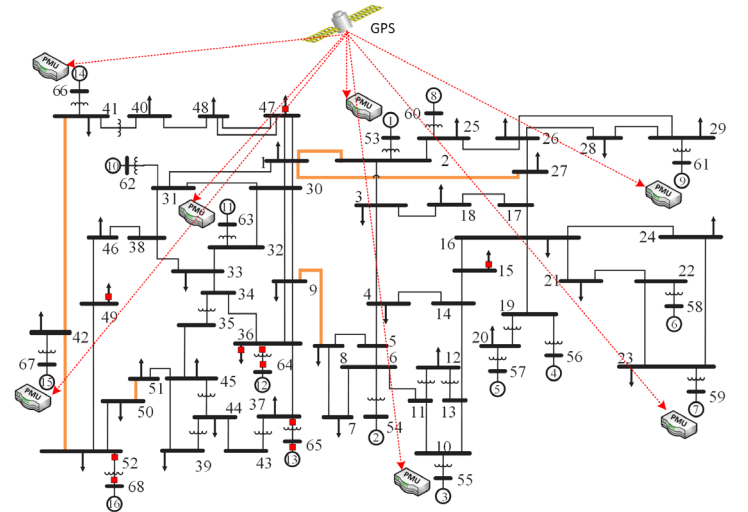 GPS
PMU 14 8
66 PMU 1 60 25 29
41 40 48 47 53 26 28
1 2 27 61
10 9
62 30 PMU
31 PMU 11 3 18 17
63 16 24
46 38 32 15
33 9 21 22
49 34 4 14 19 58
35 36 5 6
42 64 8 6 12 20 56 23
67 12 57 4
15 51 45 5 59
PMU 50 44 37 7 11 13 7
65 2 54 PMU
52 39 43 13 10
68 PMU 55
16 3